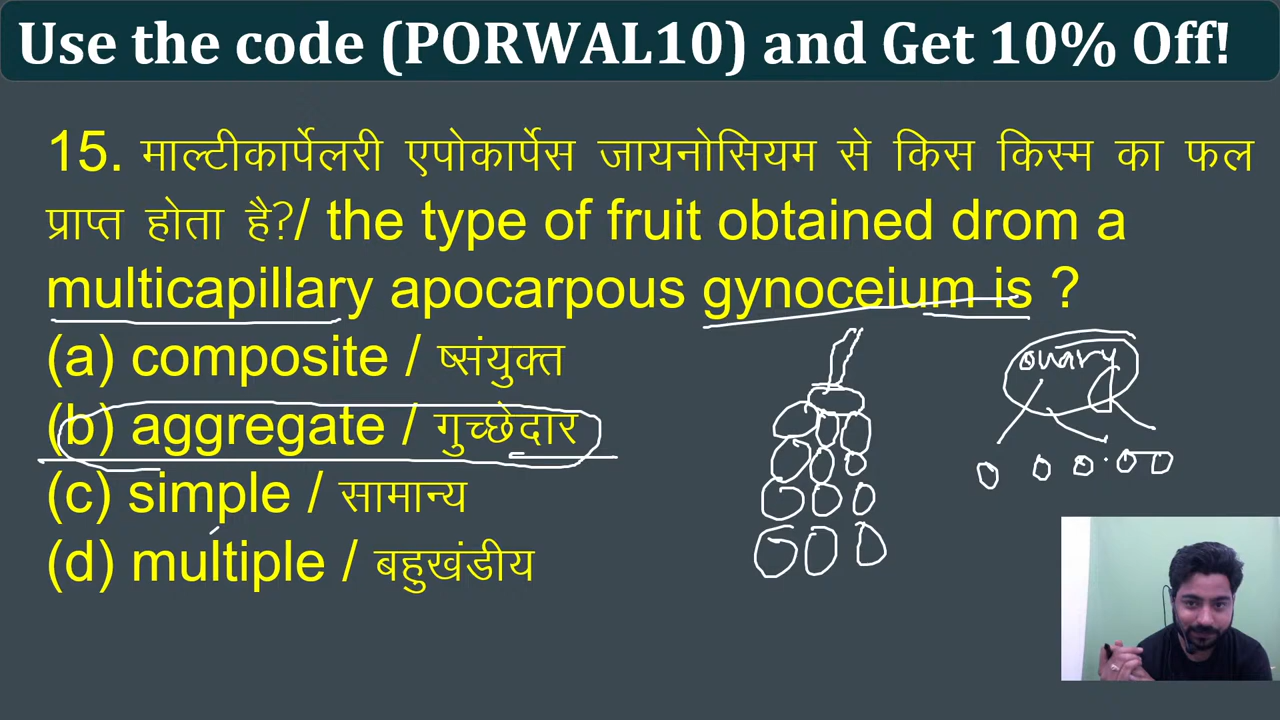 Use the code (PORWAL10) and Get 10% Off!
15. माल्टीकार्पेलरी एपोकार्पेस जायनोसियम से किस किस्म का फल
प्राप्त होता है?/ the type of fruit obtained drom a
multicapillary apocarpous gynoceium is ?
(a) composite / ष्संयुक्त
(b) aggregate / गुच्छेदार
(c) simple / सामान्य
(d) multiple / बहुखंडीय
ovary